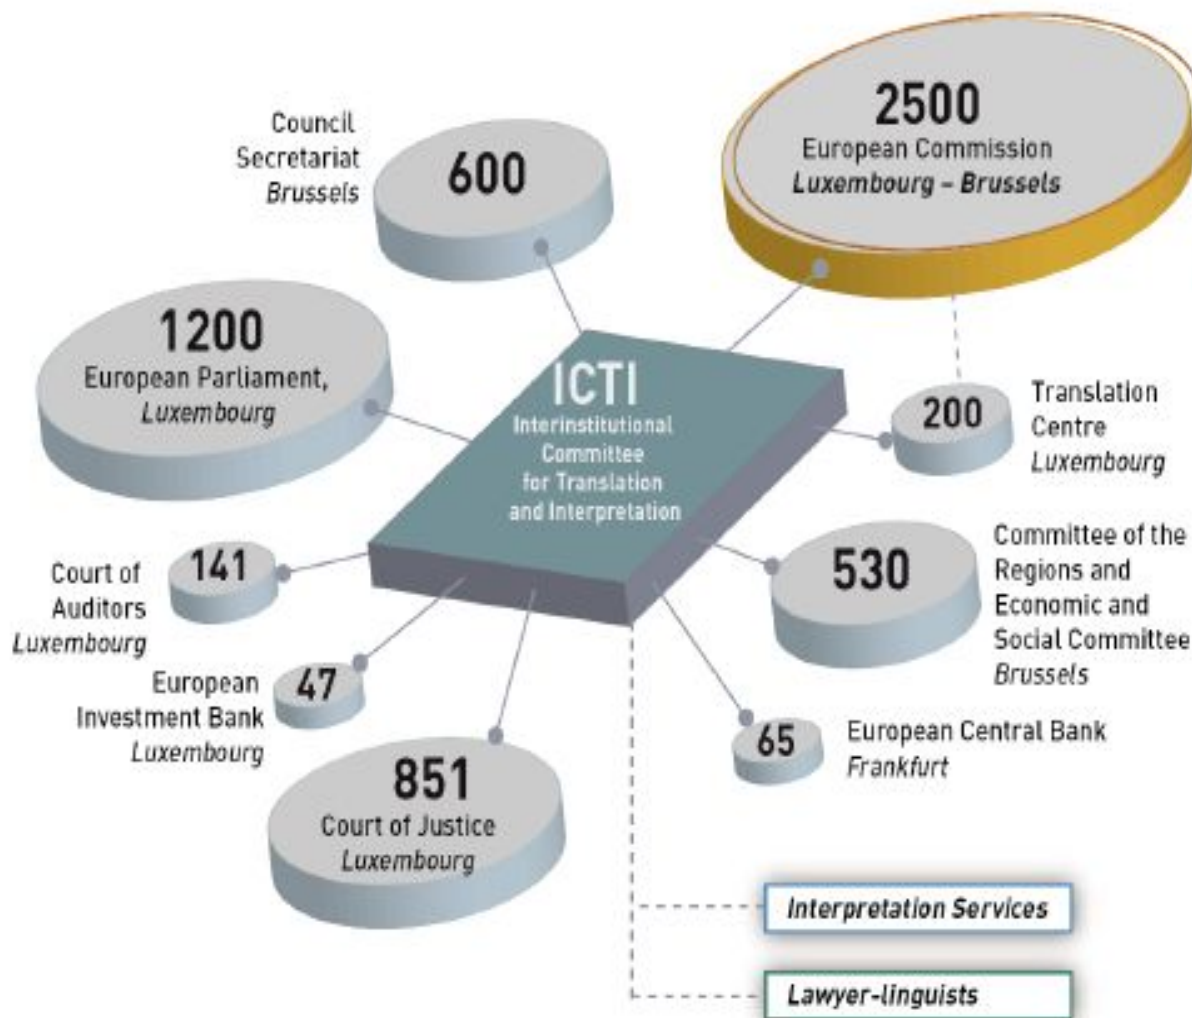 Council
Secretariat
Brussels
600
2500
European Commission
Luxembourg – Brussels
1200
European Parliament,
Luxembourg
ICTI
Interinstitutional
Committee
for Translation
and Interpretation
200
Translation
Centre
Luxembourg
141
Court of
Auditors
Luxembourg
530
Committee of the
Regions and
Economic and
Social Committee
Brussels
47
European
Investment Bank
Luxembourg
65
European Central Bank
Frankfurt
851
Court of Justice
Luxembourg
Interpretation Services
Lawyer-linguists